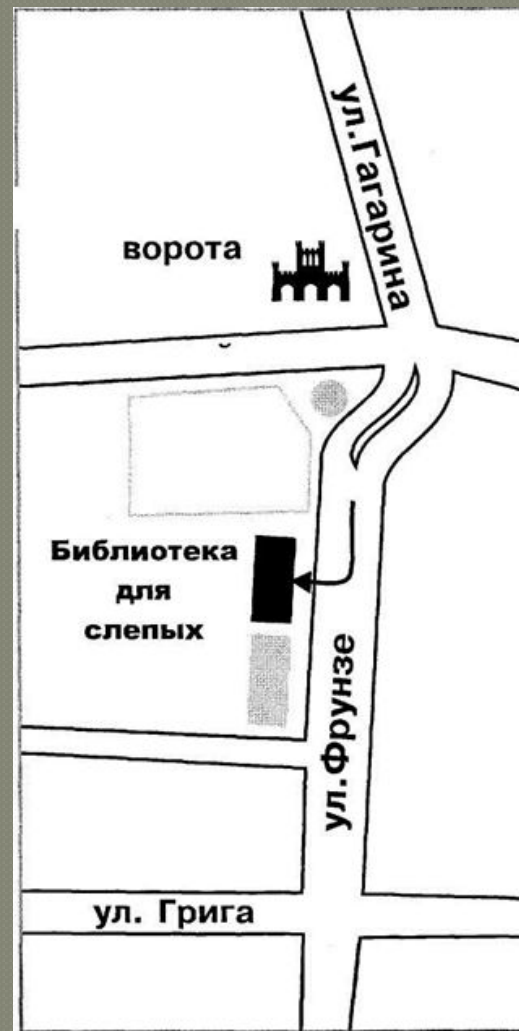 ул.Гагарина
ворота
Библиотека
для
слепых
ул.Фрунзе
ул. Грига